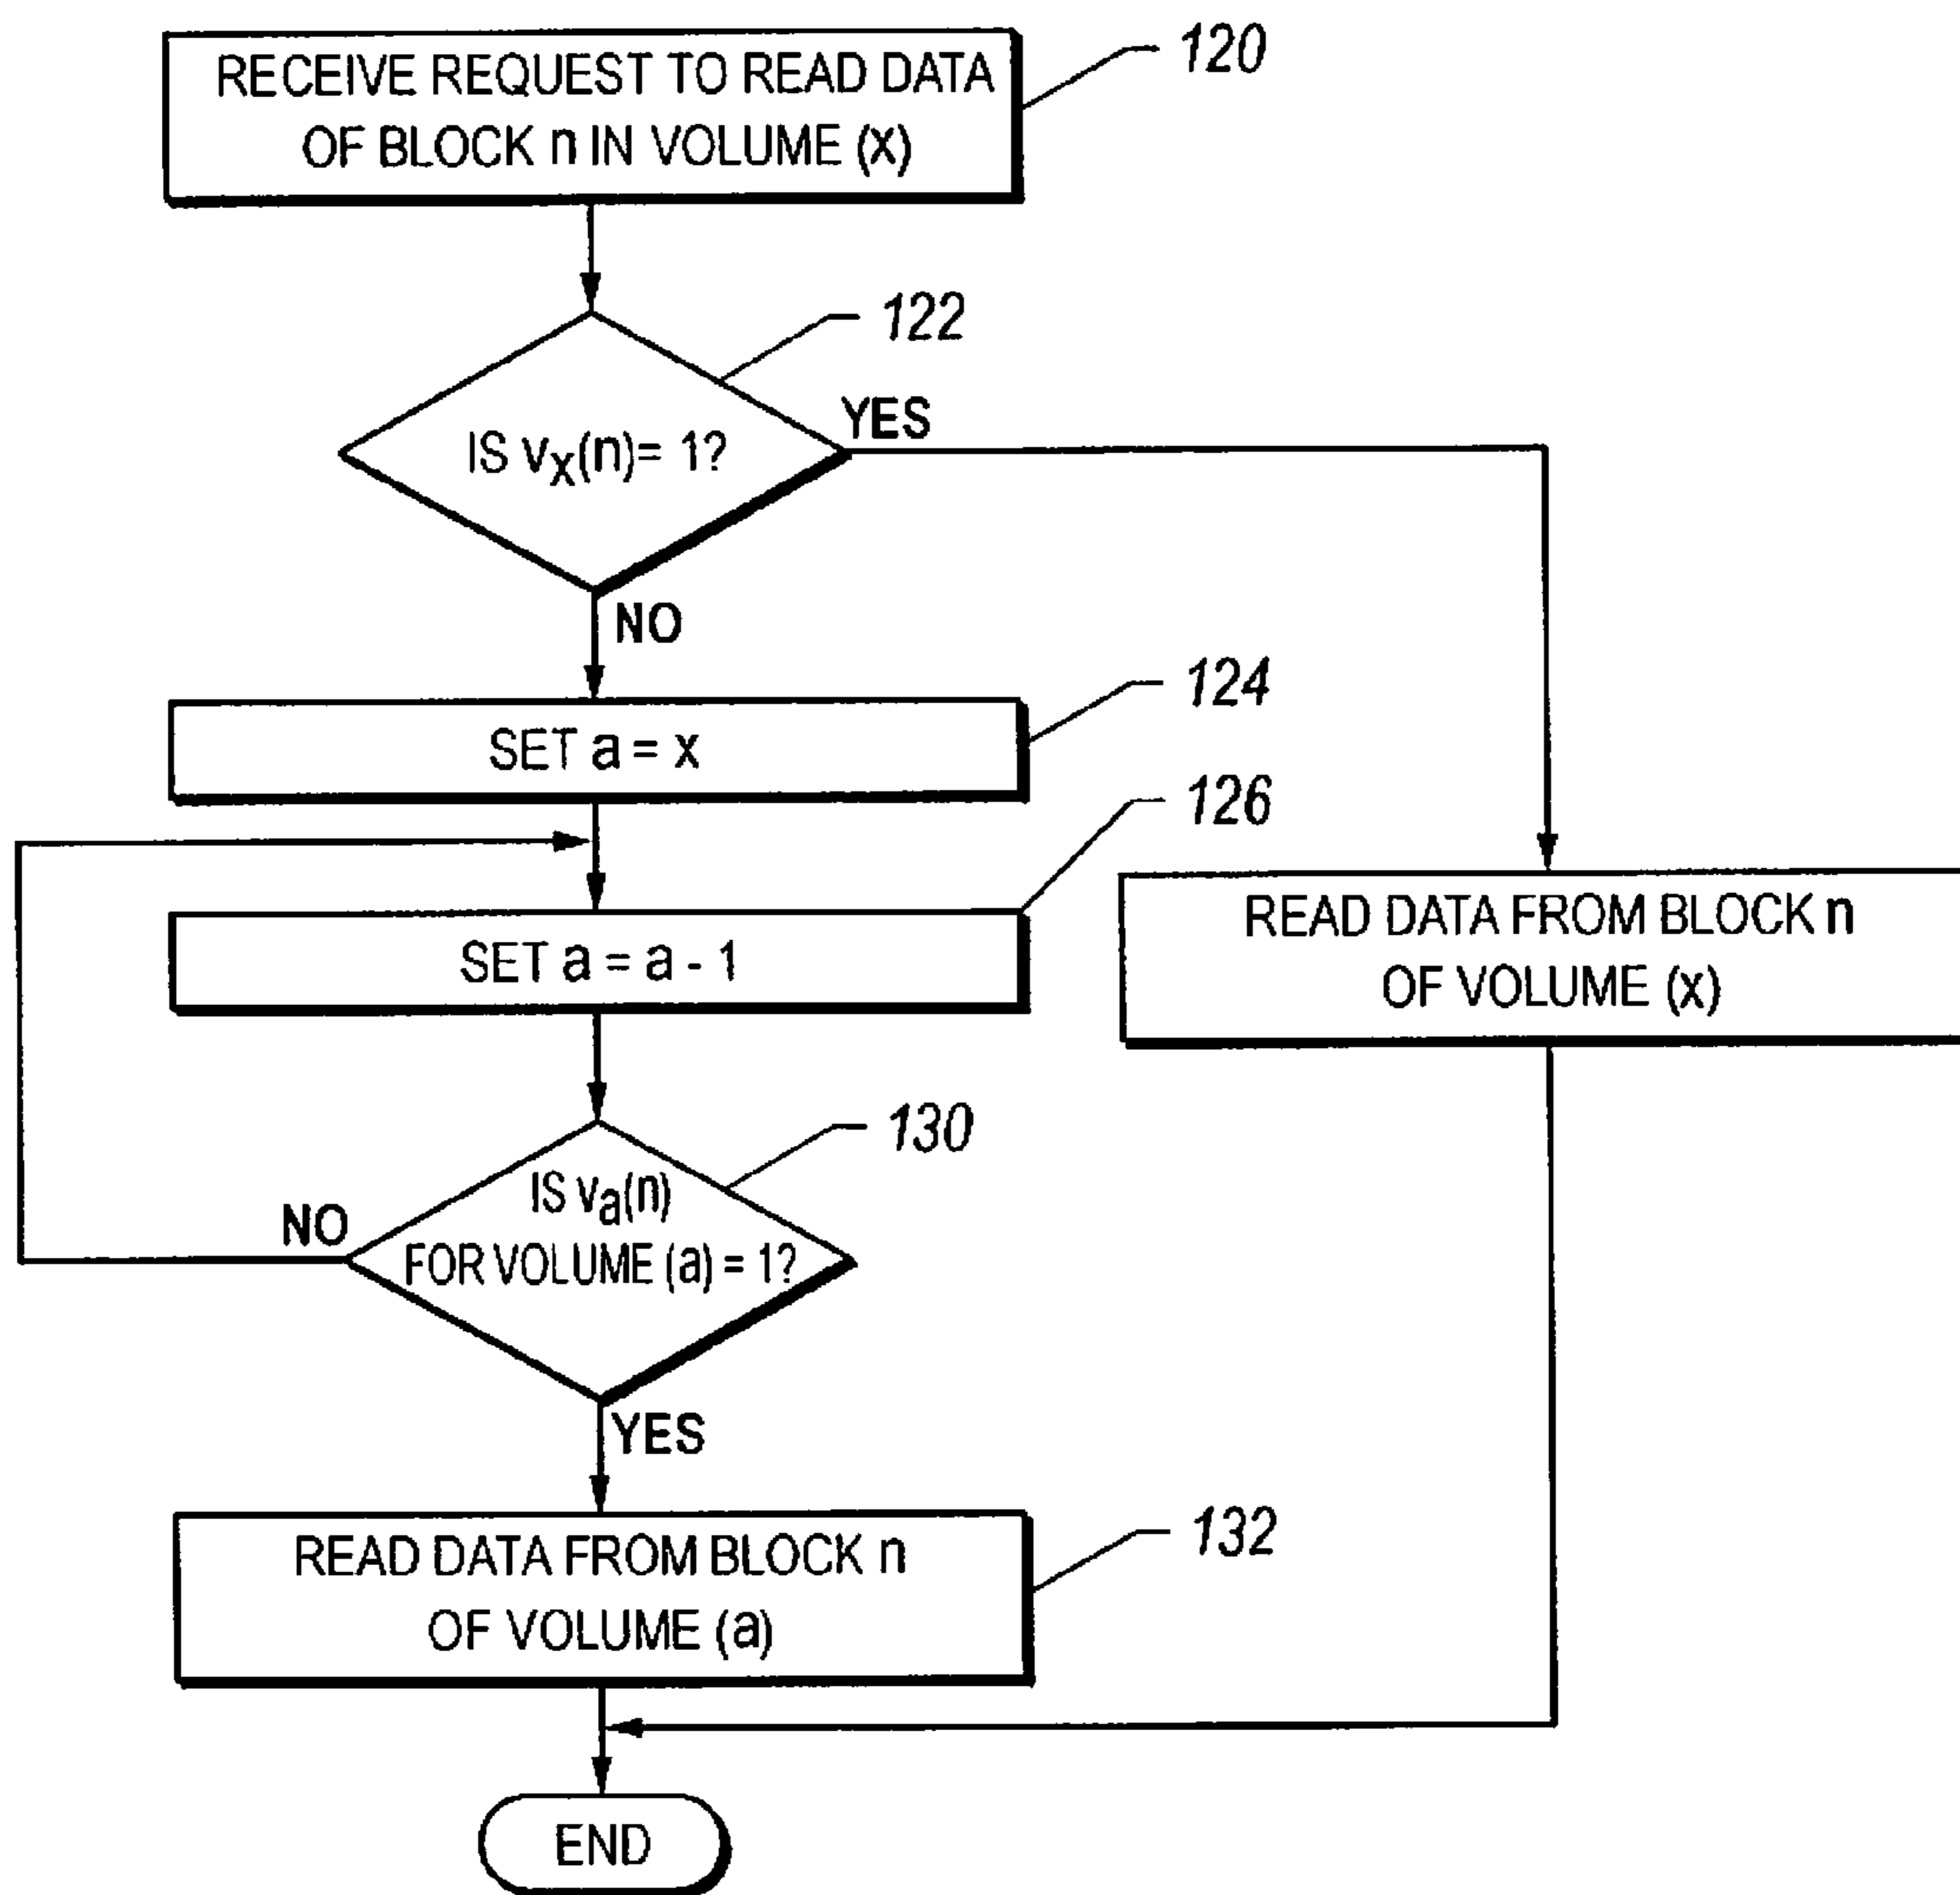 RECEIVE REQUEST TO READ DATA
OF BLOCK n IN VOLUME (x)
120
122
IS vx(n)= 1?
YES
NO
124
SET a = x
126
SET a = a - 1
READ DATA FROM BLOCK n
OF VOLUME (x)
130
IS va(n)
FOR VOLUME (a) = 1?
NO
YES
132
READ DATA FROM BLOCK n
OF VOLUME (a)
END